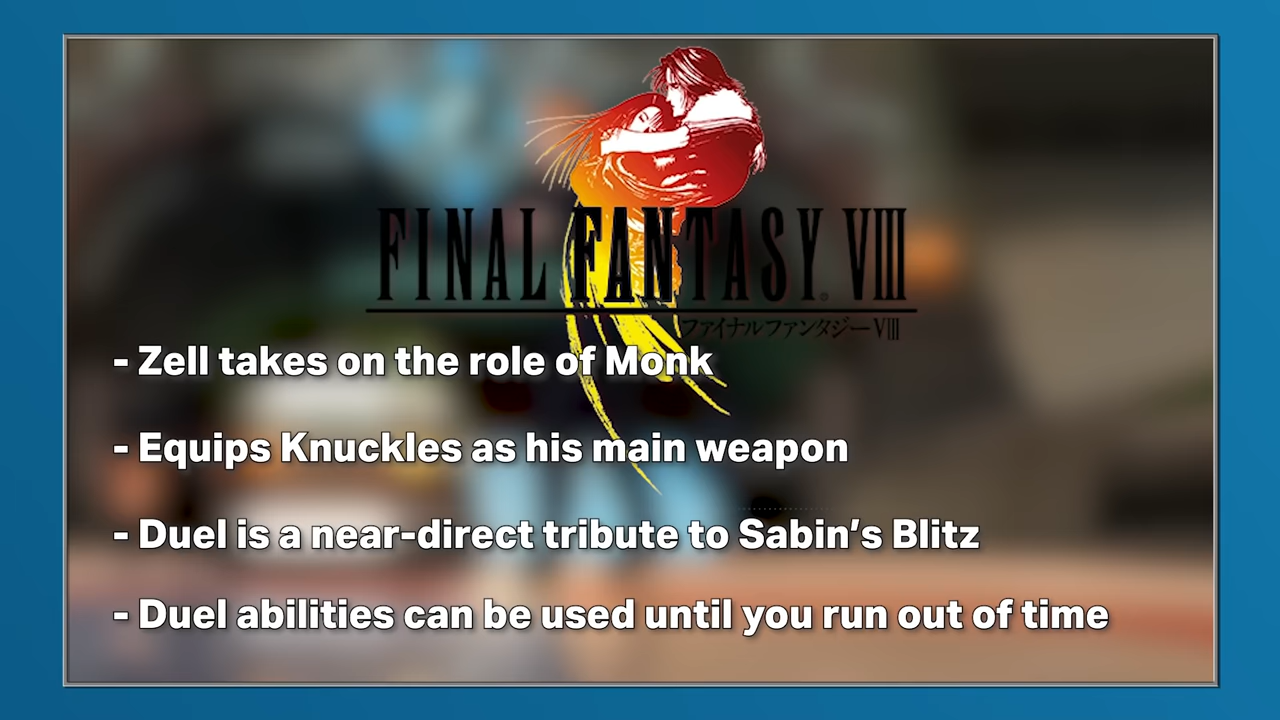 FINAL FANTASY VIII
ファイナルファンタジーVIII
- Zell takes on the role of Monk
- Equips Knuckles as his main weapon
- Duel is a near-direct tribute to Sabin’s Blitz
- Duel abilities can be used until you run out of time